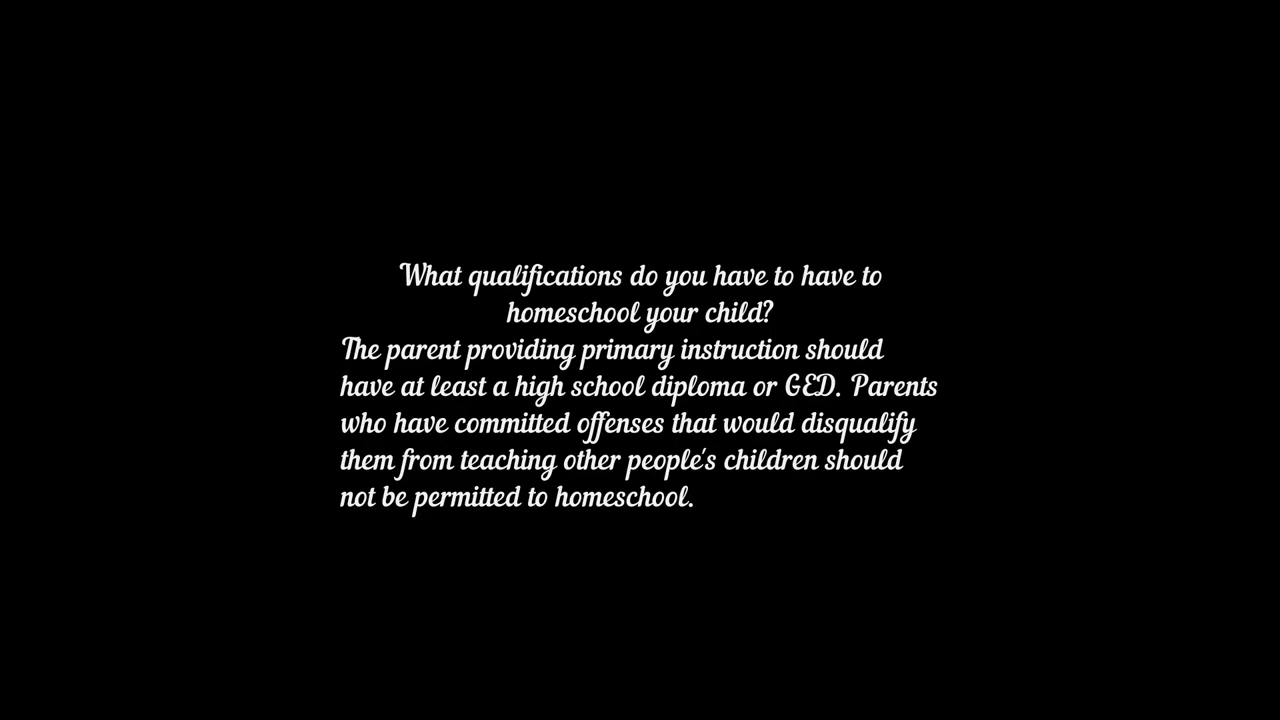 What qualifications do you have to have to
homeschool your child?
The parent providing primary instruction should
have at least a high school diploma or GED. Parents
who have committed offenses that would disqualify
them from teaching other people's children should
not be permitted to homeschool.